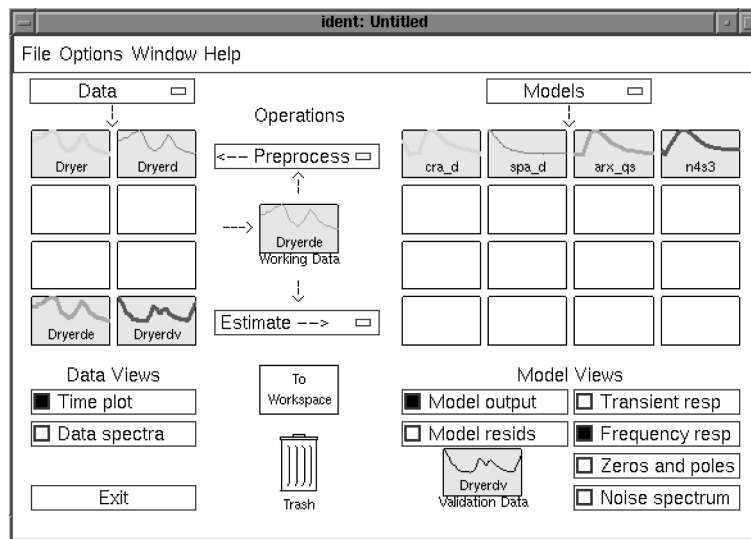 ident: Untitled
File Options Window Help
Data
Models
Operations
Dryer
Dryerd
<--- Preprocess
cra_d
spa_d
arx_qs
n4s3
Dryerde
Working Data
Dryerde
Dryerdv
Estimate -->
Data Views
To
Workspace
Model Views
Time plot
Model output
Transient resp
Data spectra
Model resids
Frequency resp
Zeros and poles
Dryerdv
Exit
Trash
Validation Data
Noise spectrum